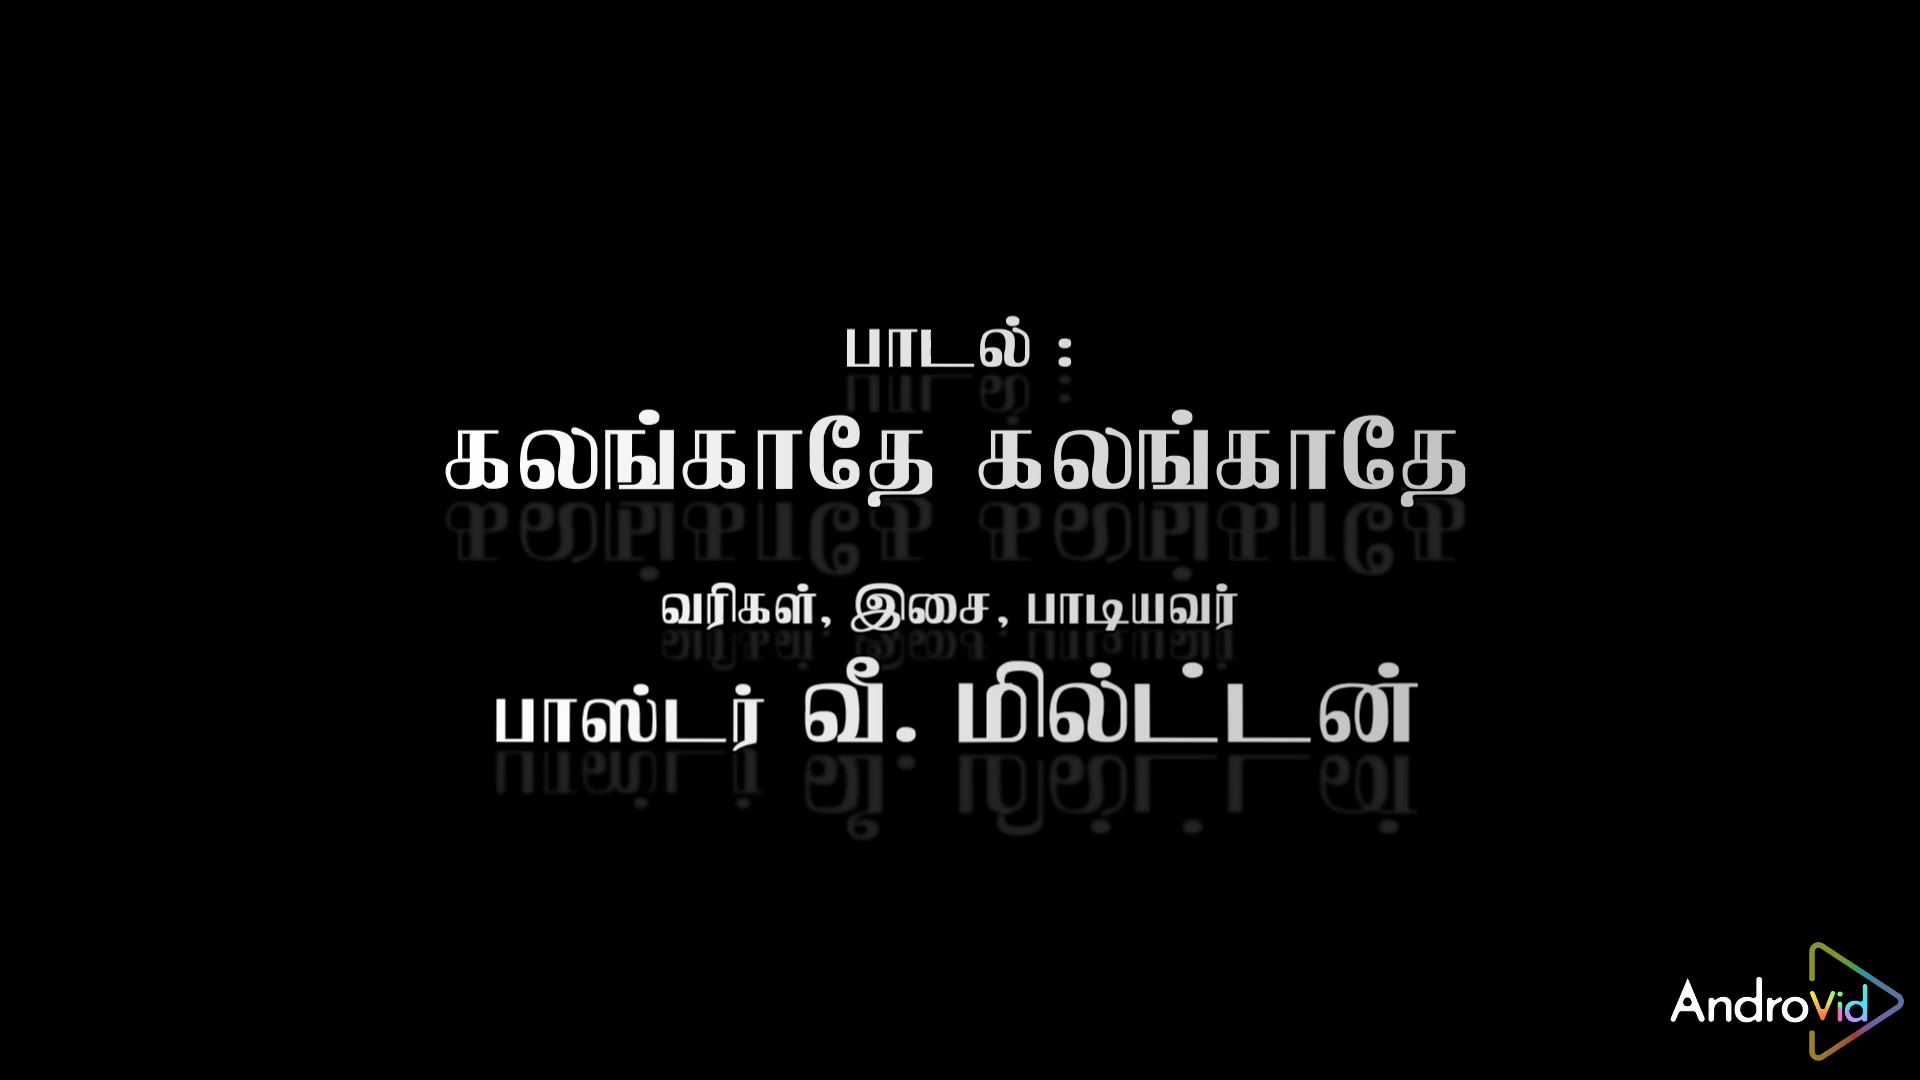 பாடல் :
கலங்காதே கலங்காதே
வரிகள், இசை, பாடியவர்
பாஸ்டர் வீ. மில்ட்டன்
AndroVid